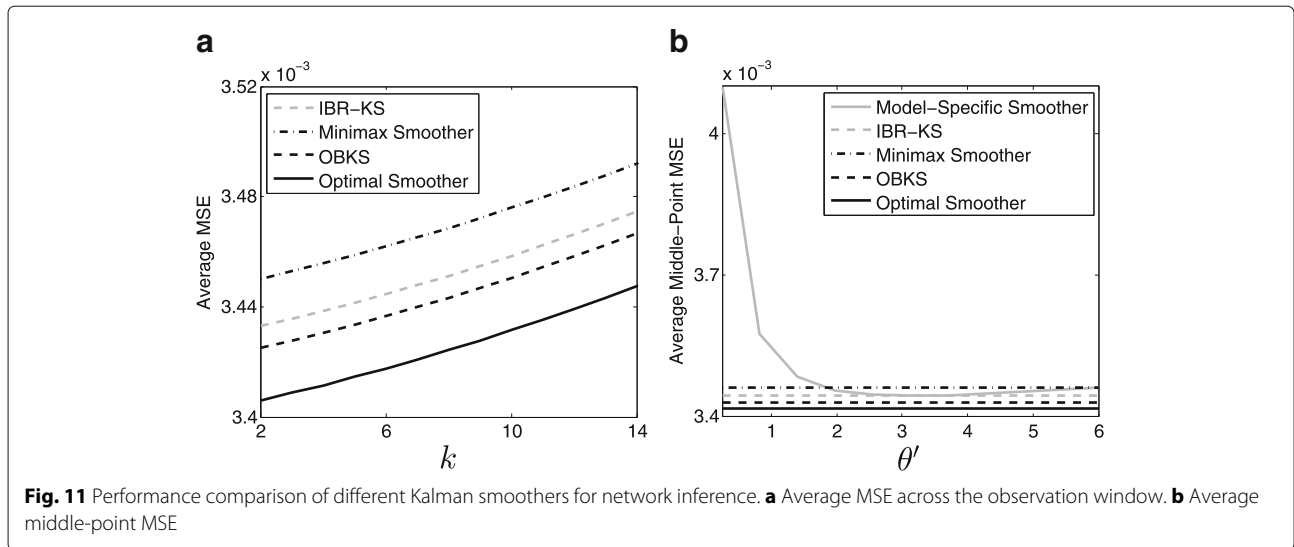 a
x 10⁻³
3.52
3.48
3.44
3.4
Average MSE
IBR−KS
Minimax Smoother
OBKS
Optimal Smoother
2 6 10 14
k
b
x 10⁻³
4
3.7
3.4
Average Middle−Point MSE
Model−Specific Smoother
IBR−KS
Minimax Smoother
OBKS
Optimal Smoother
1 2 3 4 5 6
θ′
Fig. 11 Performance comparison of different Kalman smoothers for network inference. a Average MSE across the observation window. b Average
middle-point MSE